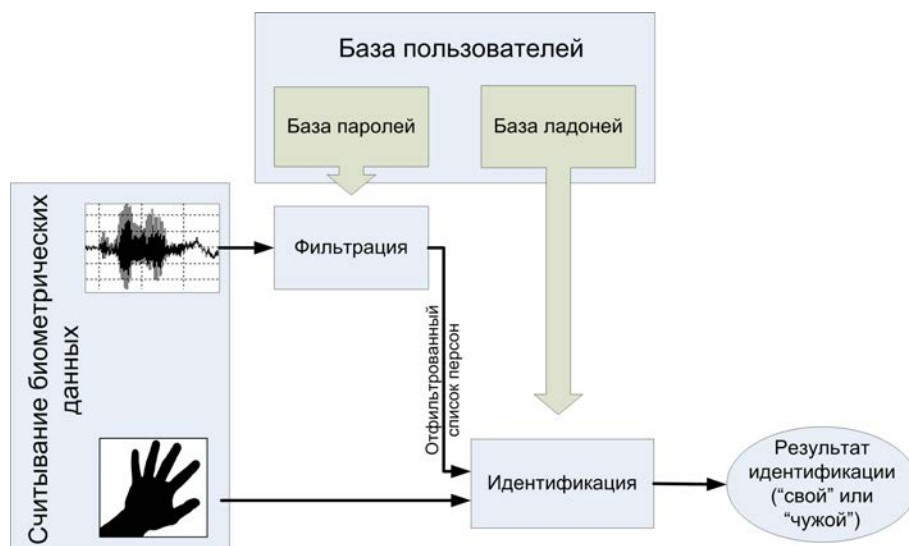 База пользователей
База паролей
База ладоней
Считывание биометрических
данных
Фильтрация
Отфильтрованный
список персон
Идентификация
Результат
идентификации
(“свой” или
“чужой”)